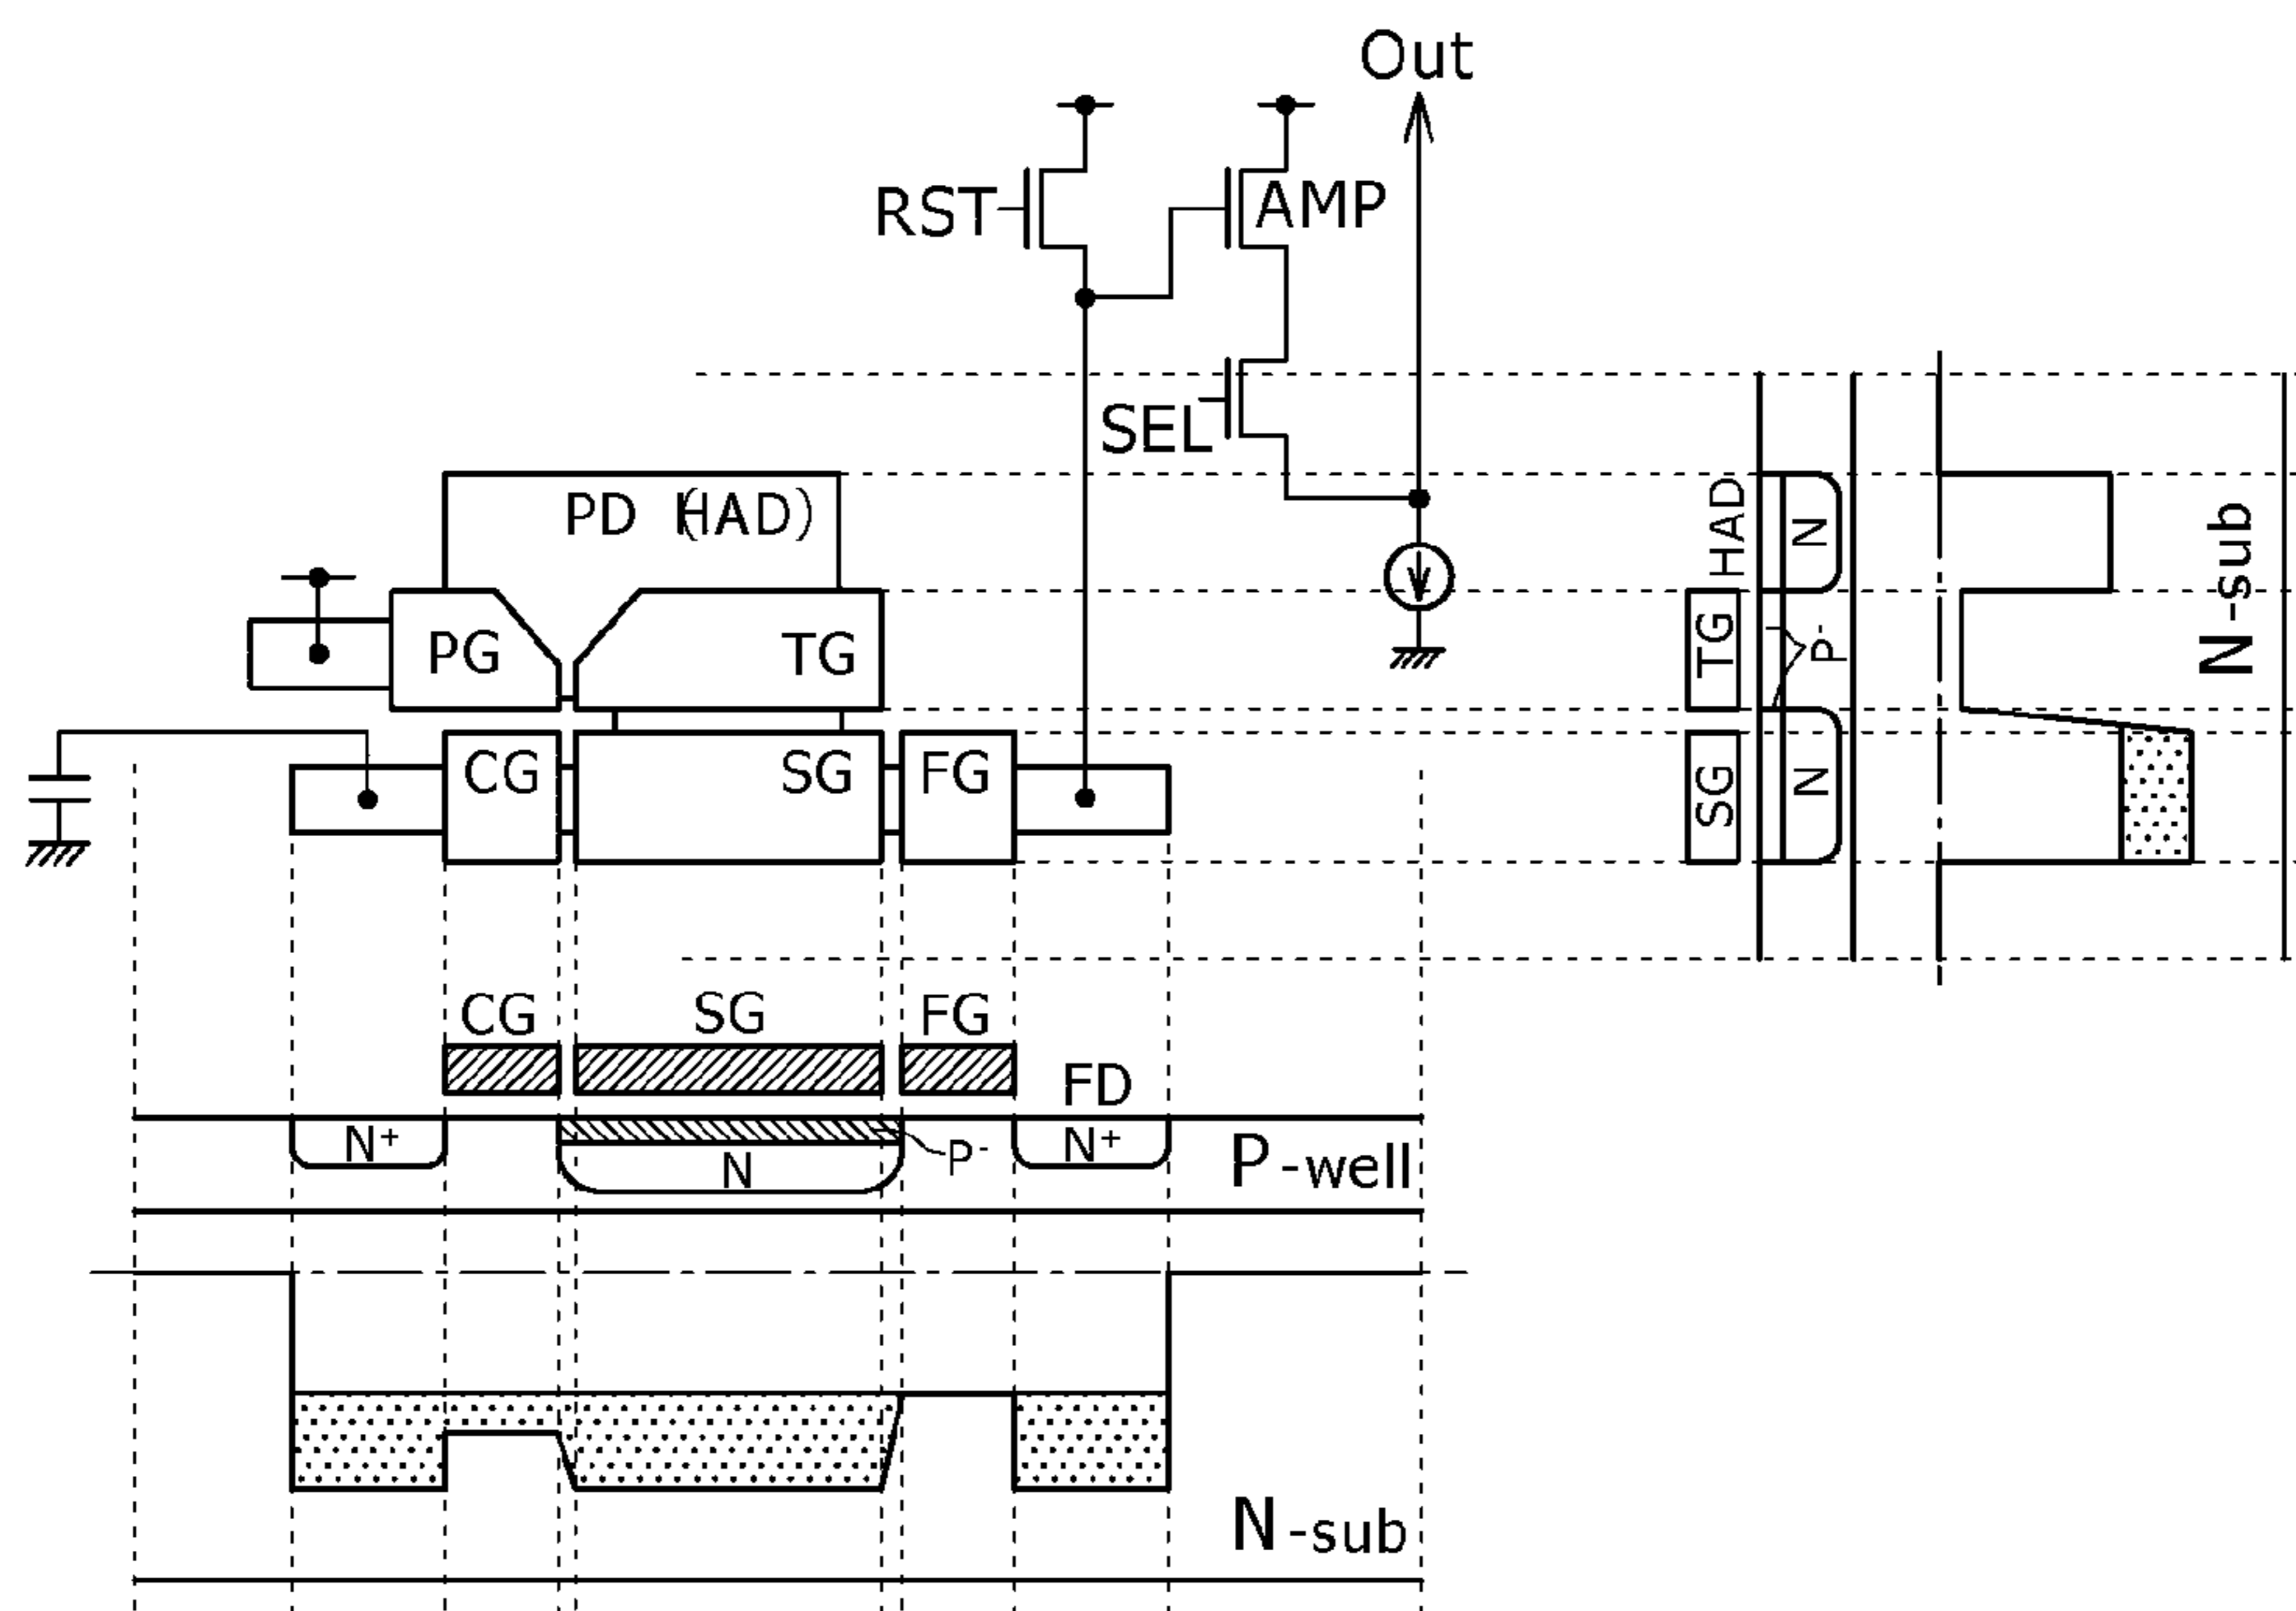 Out
RST
AMP
SEL
PD (HAD)
PG
TG
CG
SG
FG
HAD
N
TG
P-
SG
N
N-sub
CG
SG
FG
FD
N+
N
P-
N+
P-well
N-sub